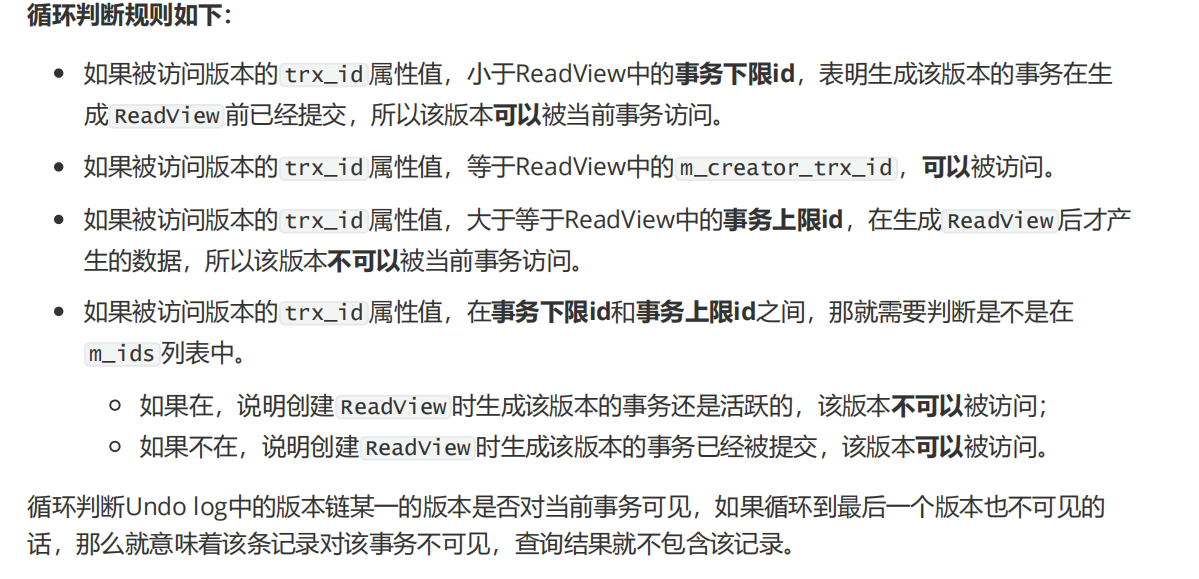 循环判断规则如下：
如果被访问版本的 trx_id 属性值，小于ReadView中的事务下限id，表明生成该版本的事务在生
成 ReadView 前已经提交，所以该版本可以被当前事务访问。
如果被访问版本的 trx_id 属性值，等于ReadView中的 m_creator_trx_id ，可以被访问。
如果被访问版本的 trx_id 属性值，大于等于ReadView中的事务上限id，在生成 ReadView 后才产
生的数据，所以该版本不可以被当前事务访问。
如果被访问版本的 trx_id 属性值，在事务下限id和事务上限id之间，那就需要判断是不是在
m_ids 列表中。
如果在，说明创建 ReadView 时生成该版本的事务还是活跃的，该版本不可以被访问；
如果不在，说明创建 ReadView 时生成该版本的事务已经被提交，该版本可以被访问。
循环判断Undo log中的版本链某一的版本是否对当前事务可见，如果循环到最后一个版本也不可见的
话，那么就意味着该条记录对该事务不可见，查询结果就不包含该记录。